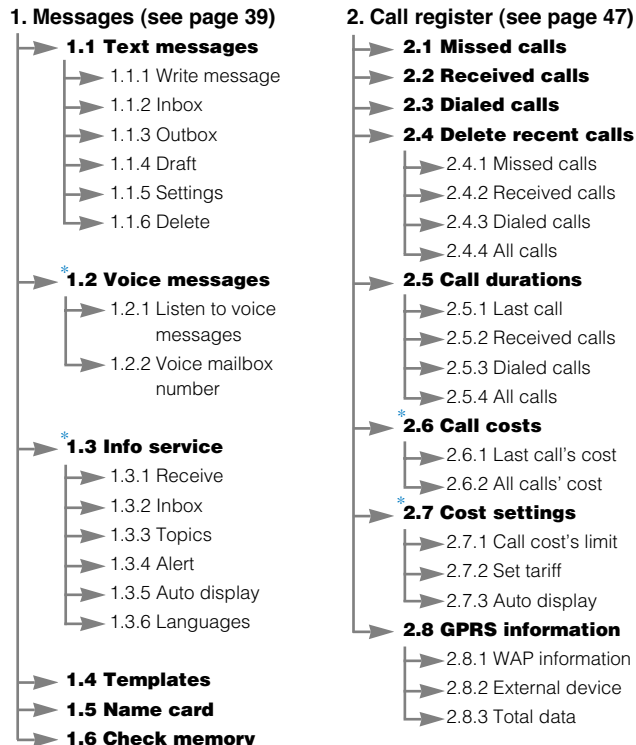 1. Messages (see page 39)
1.1 Text messages
1.1.1 Write message
1.1.2 Inbox
1.1.3 Outbox
1.1.4 Draft
1.1.5 Settings
1.1.6 Delete
*1.2 Voice messages
1.2.1 Listen to voice
messages
1.2.2 Voice mailbox
number
*1.3 Info service
1.3.1 Receive
1.3.2 Inbox
1.3.3 Topics
1.3.4 Alert
1.3.5 Auto display
1.3.6 Languages
1.4 Templates
1.5 Name card
1.6 Check memory
2. Call register (see page 47)
2.1 Missed calls
2.2 Received calls
2.3 Dialed calls
2.4 Delete recent calls
2.4.1 Missed calls
2.4.2 Received calls
2.4.3 Dialed calls
2.4.4 All calls
2.5 Call durations
2.5.1 Last call
2.5.2 Received calls
2.5.3 Dialed calls
2.5.4 All calls
*2.6 Call costs
2.6.1 Last call's cost
2.6.2 All calls' cost
*2.7 Cost settings
2.7.1 Call cost's limit
2.7.2 Set tariff
2.7.3 Auto display
2.8 GPRS information
2.8.1 WAP information
2.8.2 External device
2.8.3 Total data